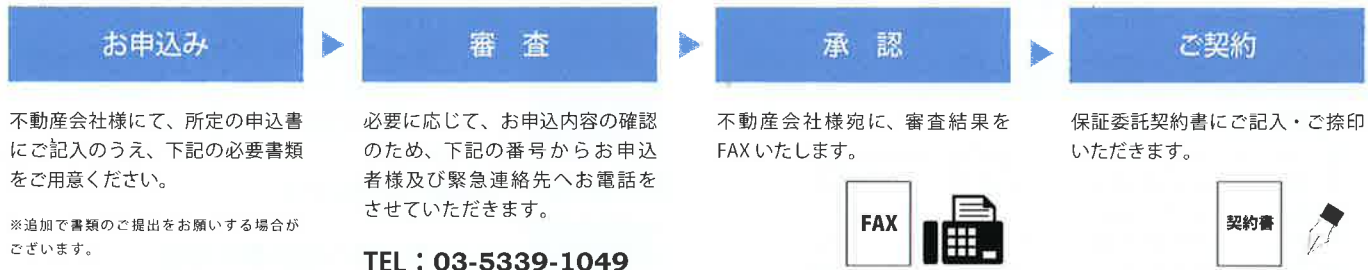 お申込み
不動産会社様にて、所定の申込書
にご記入のうえ、下記の必要書類
をご用意ください。
※追加で書類のご提出をお願いする場合が
ございます。
審 査
必要に応じて、お申込内容の確認
のため、下記の番号からお申込
者様及び緊急連絡先へお電話を
させていただきます。
TEL：03-5339-1049
承 認
不動産会社様宛に、審査結果を
FAXいたします。
FAX
ご契約
保証委託契約書にご記入・ご捺印
いただきます。
契約書